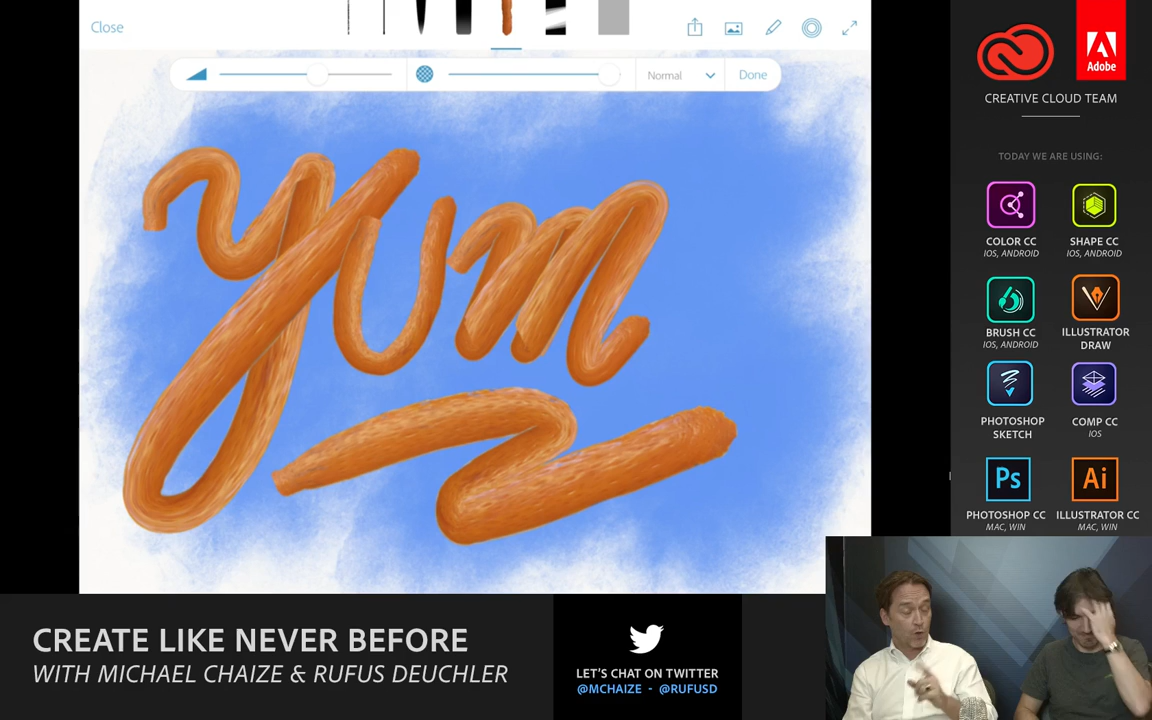 Close
Normal
Done
yum
Adobe
CREATIVE CLOUD TEAM
TODAY WE ARE USING:
COLOR CC
IOS, ANDROID
SHAPE CC
IOS, ANDROID
BRUSH CC
IOS, ANDROID
ILLUSTRATOR
DRAW
PHOTOSHOP
SKETCH
COMP CC
IOS
Ps
PHOTOSHOP CC
MAC, WIN
Ai
ILLUSTRATOR CC
MAC, WIN
CREATE LIKE NEVER BEFORE
WITH MICHAEL CHAIZE & RUFUS DEUCHLER
LET'S CHAT ON TWITTER
@MCHAIZE - @RUFUSD